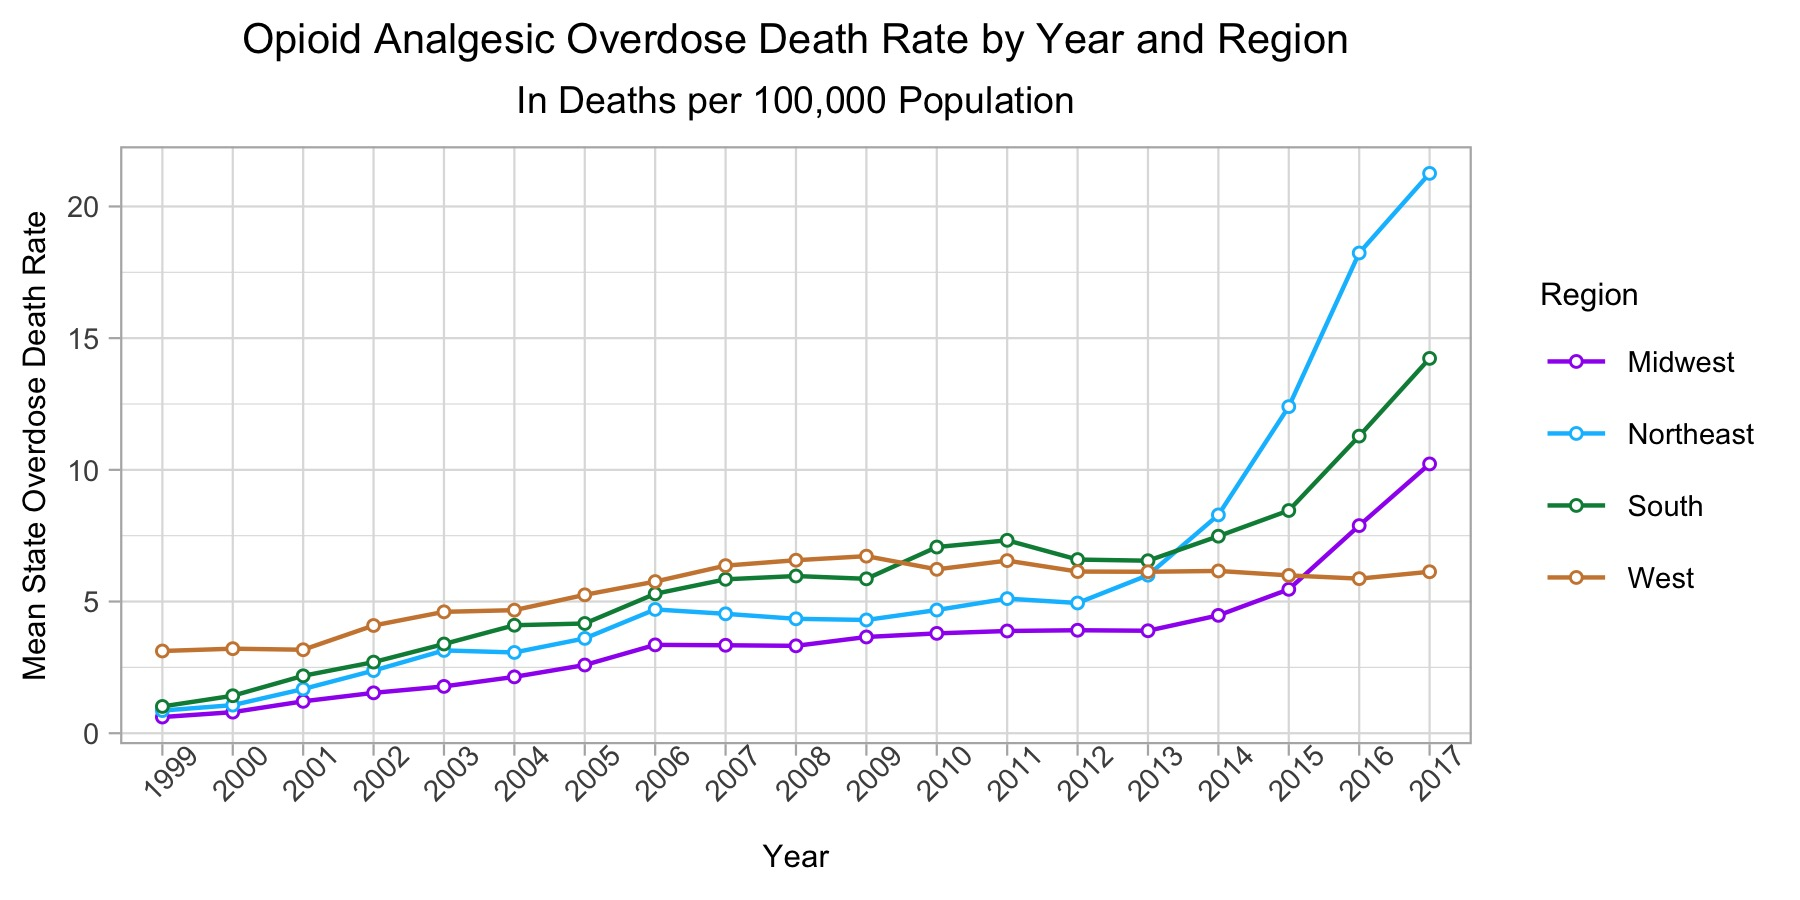 Opioid Analgesic Overdose Death Rate by Year and Region
In Deaths per 100,000 Population
Mean State Overdose Death Rate
20
15
10
5
0
1999 2000 2001 2002 2003 2004 2005 2006 2007 2008 2009 2010 2011 2012 2013 2014 2015 2016 2017
Year
Region
Midwest
Northeast
South
West